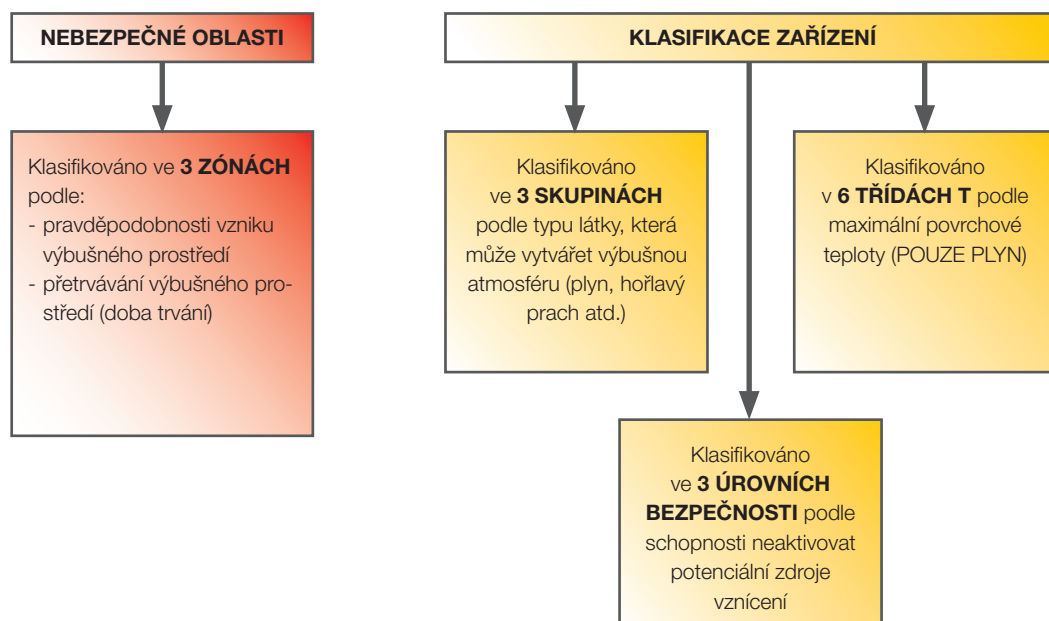 NEBEZPEČNÉ OBLASTI
Klasifikováno ve 3 ZÓNÁCH
podle:
- pravděpodobnosti vzniku
výbušného prostředí
- přetrvávání výbušného pro-
středí (doba trvání)
KLASIFIKACE ZAŘÍZENÍ
Klasifikováno
ve 3 SKUPINÁCH
podle typu látky, která
může vytvářet výbušnou
atmosféru (plyn, hořlavý
prach atd.)
Klasifikováno
v 6 TŘÍDÁCH T podle
maximální povrchové
teploty (POUZE PLYN)
Klasifikováno
ve 3 ÚROVNÍCH
BEZPEČNOSTI podle
schopnosti neaktivovat
potenciální zdroje
vznícení